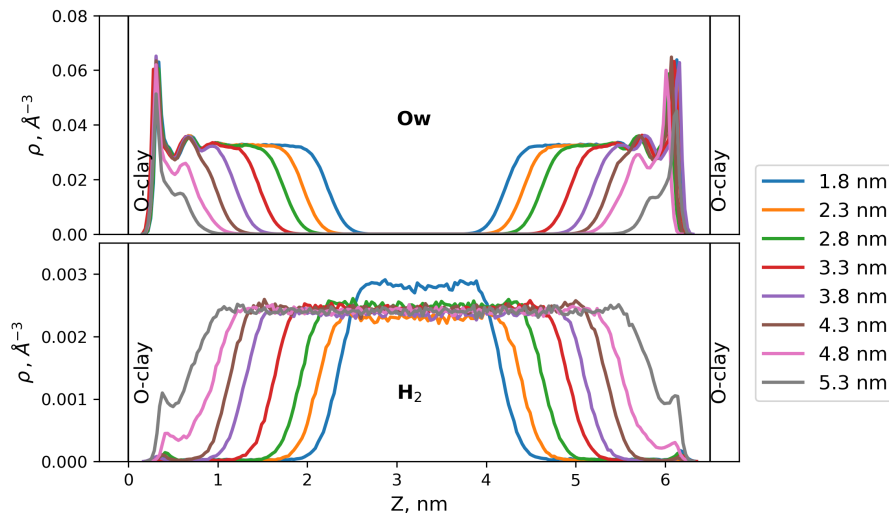 0.08
0.06
0.04
0.02
0.00
ρ, Å⁻³
O-clay
Ow
O-clay
0.003
0.002
0.001
0.000
ρ, Å⁻³
O-clay
H₂
O-clay
0
1
2
3
4
5
6
Z, nm
1.8 nm
2.3 nm
2.8 nm
3.3 nm
3.8 nm
4.3 nm
4.8 nm
5.3 nm